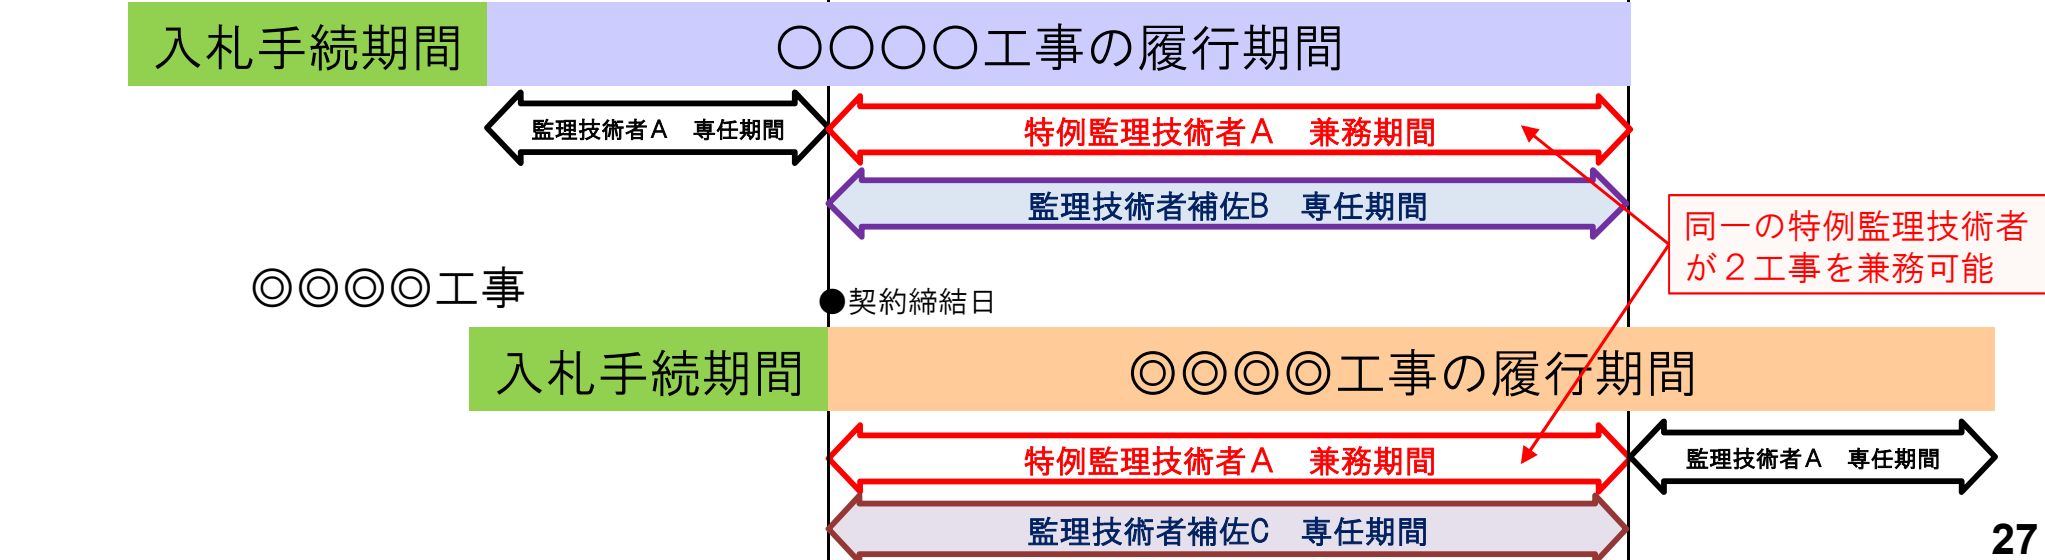 入札手続期間
〇〇〇〇工事の履行期間
監理技術者A　専任期間
特例監理技術者A　兼務期間
監理技術者補佐B　専任期間
同一の特例監理技術者
が２工事を兼務可能
◎◎◎◎工事
●契約締結日
入札手続期間
◎◎◎◎工事の履行期間
特例監理技術者A　兼務期間
監理技術者A　専任期間
監理技術者補佐C　専任期間
27